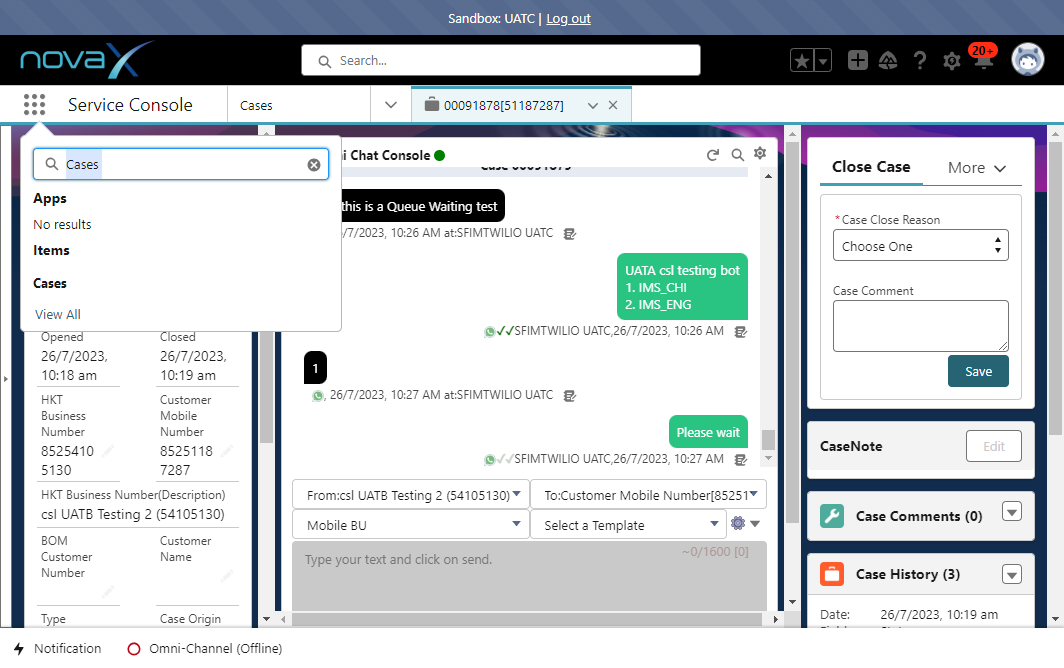 Sandbox: UATC | Log out
novaX
Search...
20+
Service Console
Cases
00091878[51187287]
Cases
Apps
No results
Items
Cases
View All
Opened
26/7/2023,
10:18 am
Closed
26/7/2023,
10:19 am
HKT
Business
Number
8525410
5130
Customer
Mobile
Number
8525118
7287
HKT Business Number(Description)
csl UATB Testing 2 (54105130)
BOM
Customer
Number
Customer
Name
Type
Case Origin
i Chat Console
this is a Queue Waiting test
/7/2023, 10:26 AM at:SFIMTWILIO UATC
UATA csl testing bot
1. IMS_CHI
2. IMS_ENG
SFIMTWILIO UATC,26/7/2023, 10:26 AM
1
, 26/7/2023, 10:27 AM at:SFIMTWILIO UATC
Please wait
SFIMTWILIO UATC,26/7/2023, 10:27 AM
From:csl UATB Testing 2 (54105130)
To:Customer Mobile Number[85251
Mobile BU
Select a Template
~0/1600 [0]
Type your text and click on send.
Close Case
More
*Case Close Reason
Choose One
Case Comment
Save
CaseNote
Edit
Case Comments (0)
Case History (3)
Date:
26/7/2023, 10:19 am
Notification
Omni-Channel (Offline)